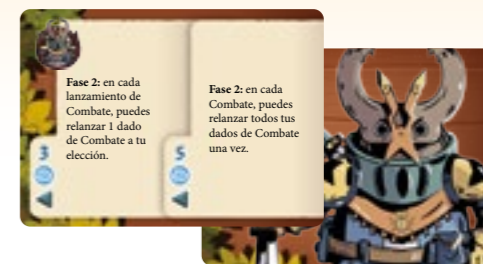 Fase 2: en cada
lanzamiento de
Combate, puedes
relanzar 1 dado
de Combate a tu
elección.
3
Fase 2: en cada
Combate, puedes
relanzar todos tus
dados de Combate
una vez.
5